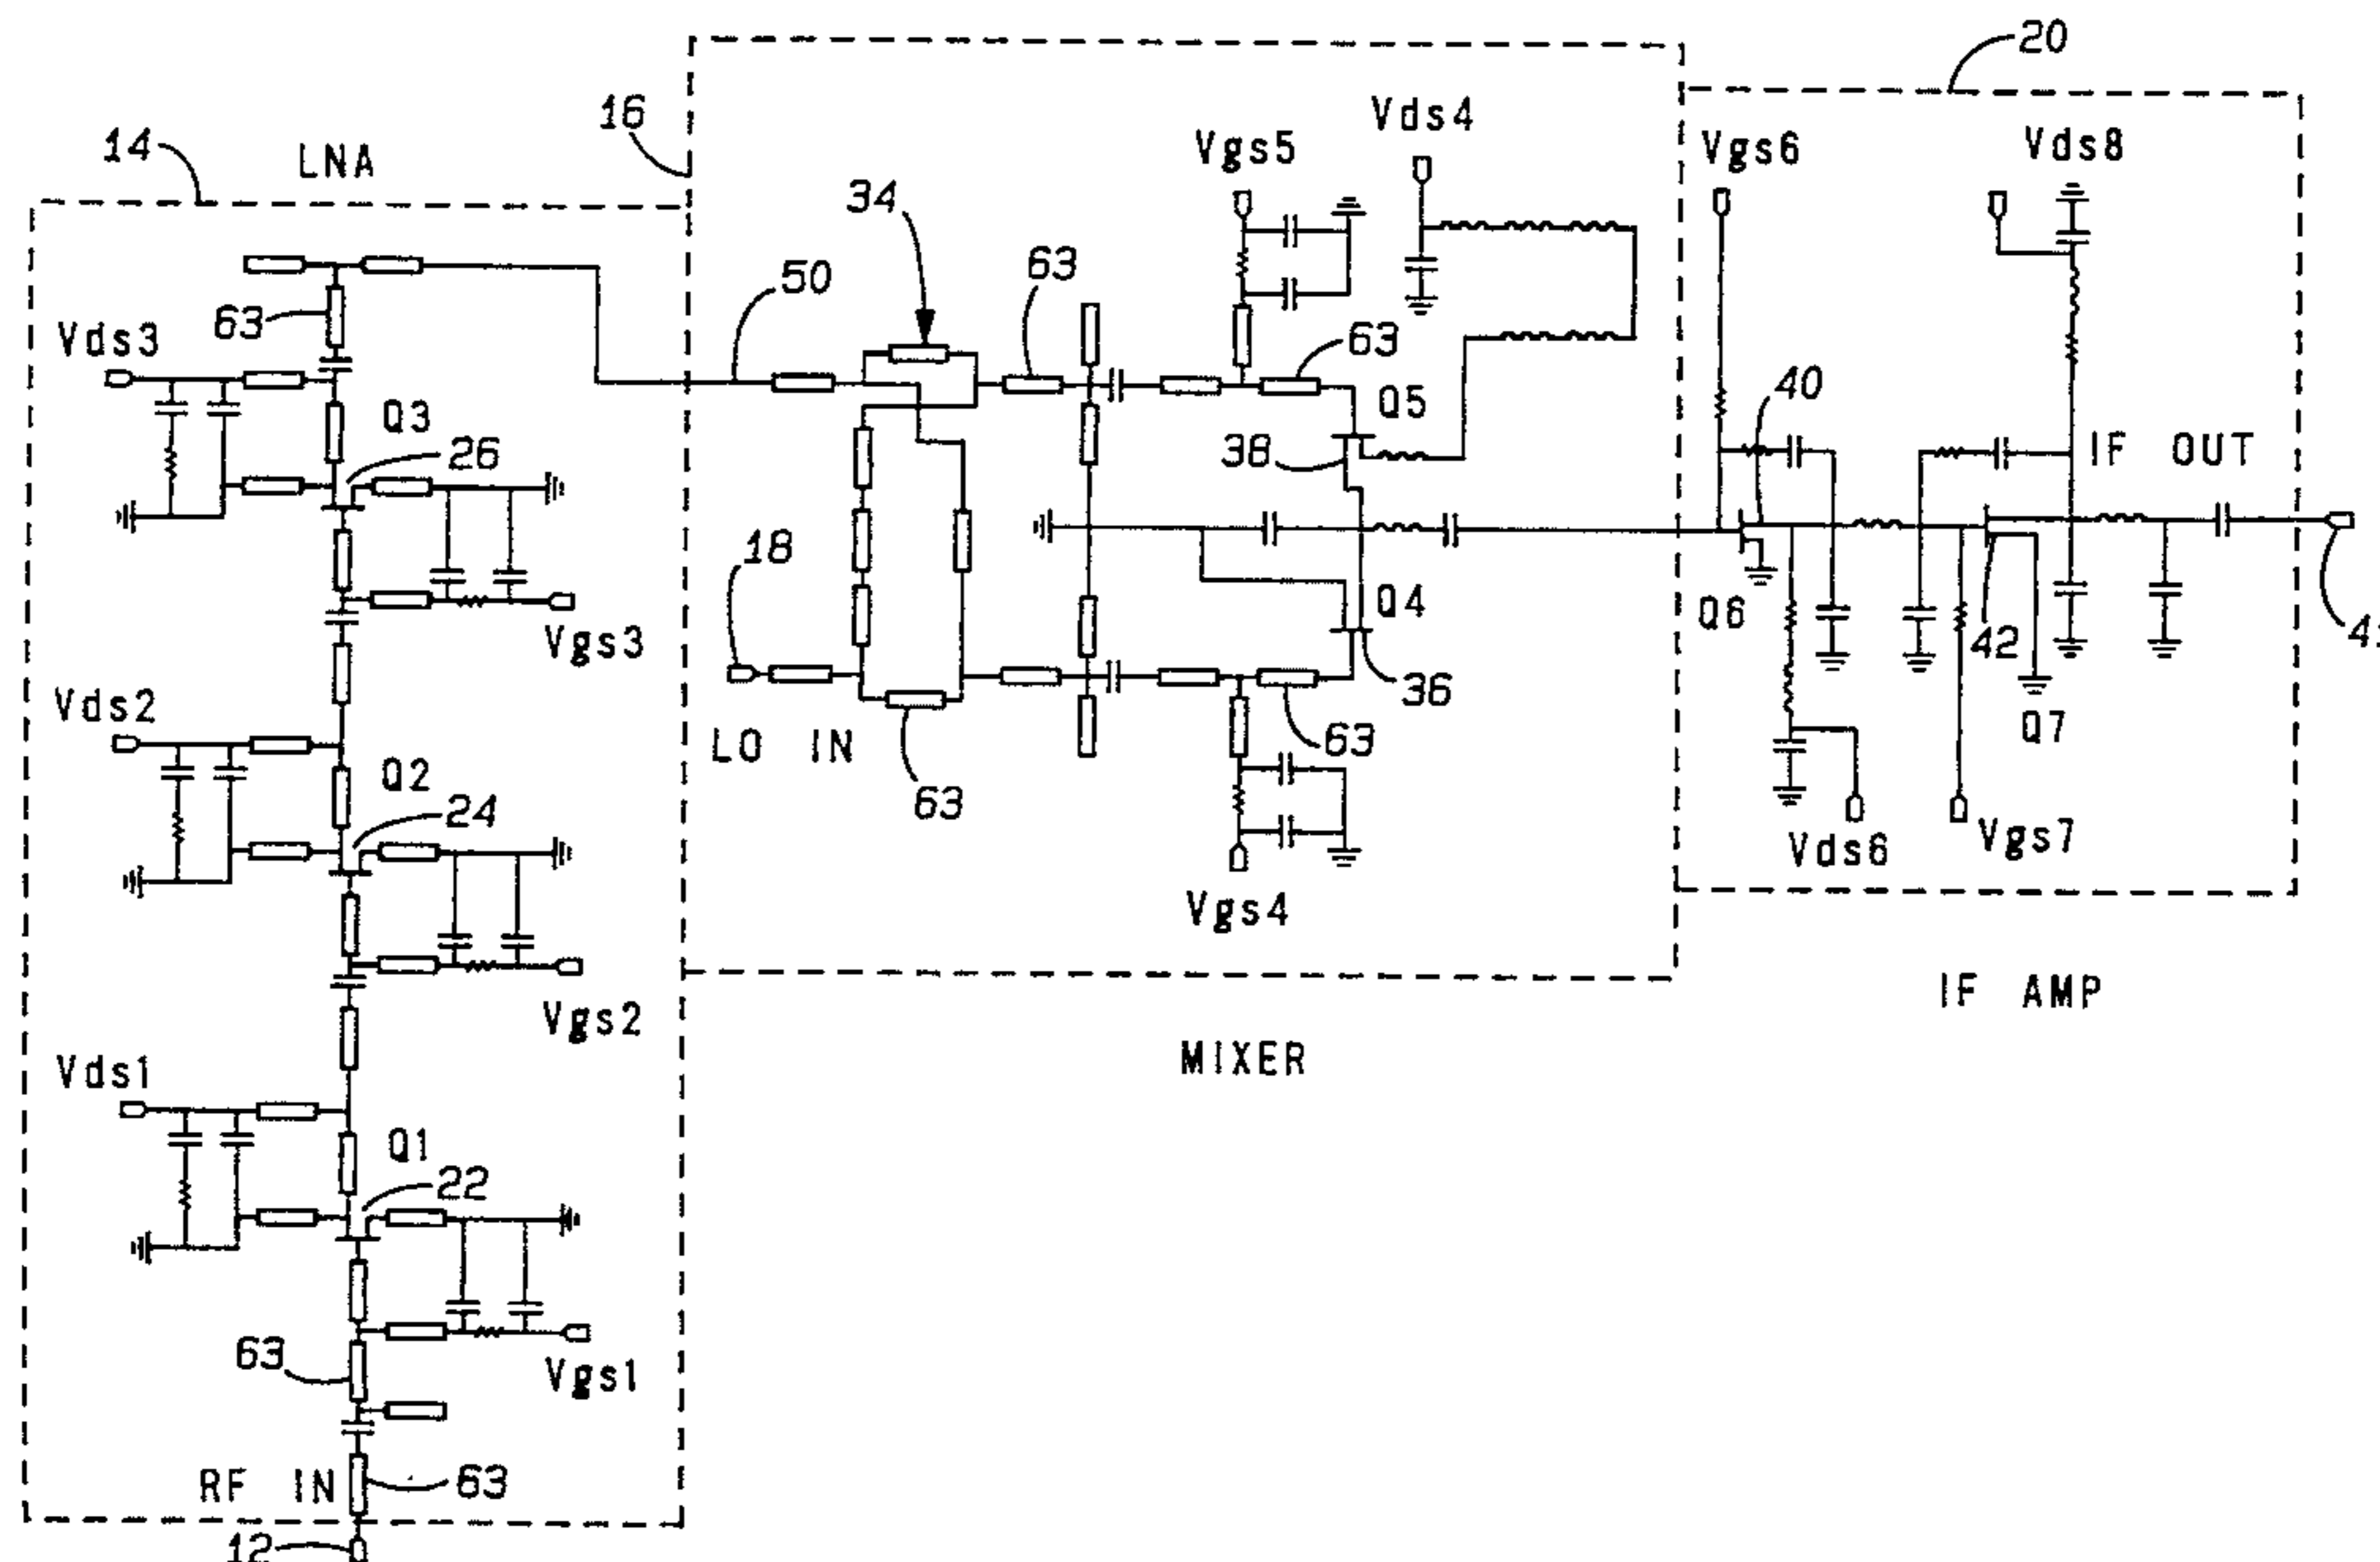 20
16
Vds4
14
LNA
Vgs5
Vgs6
Vds8
34
63
50
63
63
Vds3
Q5
40
Q3
26
38
IF OUT
18
Q4
Q6
42
Vgs3
36
Vds2
LO IN
63
Q7
Q2
63
24
Vds6
Vgs7
Vgs4
Vgs2
IF AMP
MIXER
Vds1
Q1
22
63
Vgs1
RF IN
63
12